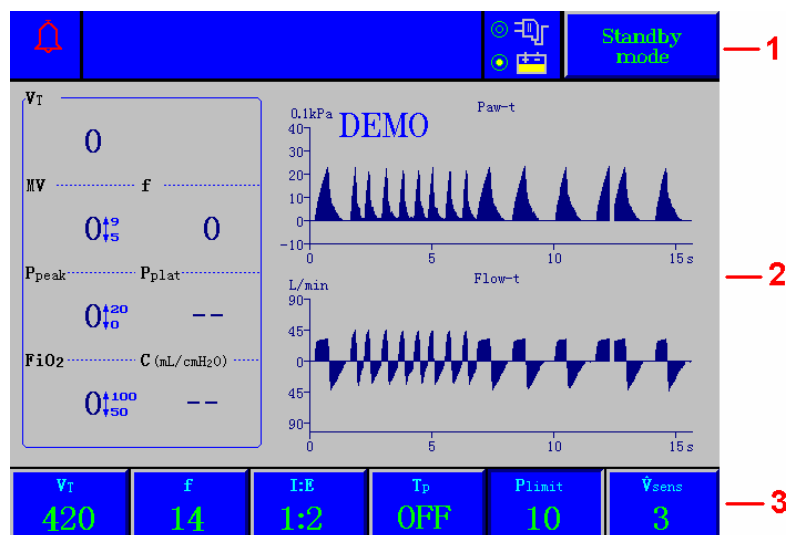 Standby
mode
1
VT
0
MV f
0 9 5 0
Ppeak Pplat
0 20 0 --
FiO2 C (mL/cmH2O)
0 100 50 --
0.1kPa DEMO Paw-t
40
30
20
10
0
-10
0 5 10 15 s
2
L/min Flow-t
90
45
0
45
90
0 5 10 15 s
VT f I:E Tp Plimit V̇sens
420 14 1:2 OFF 10 3
3